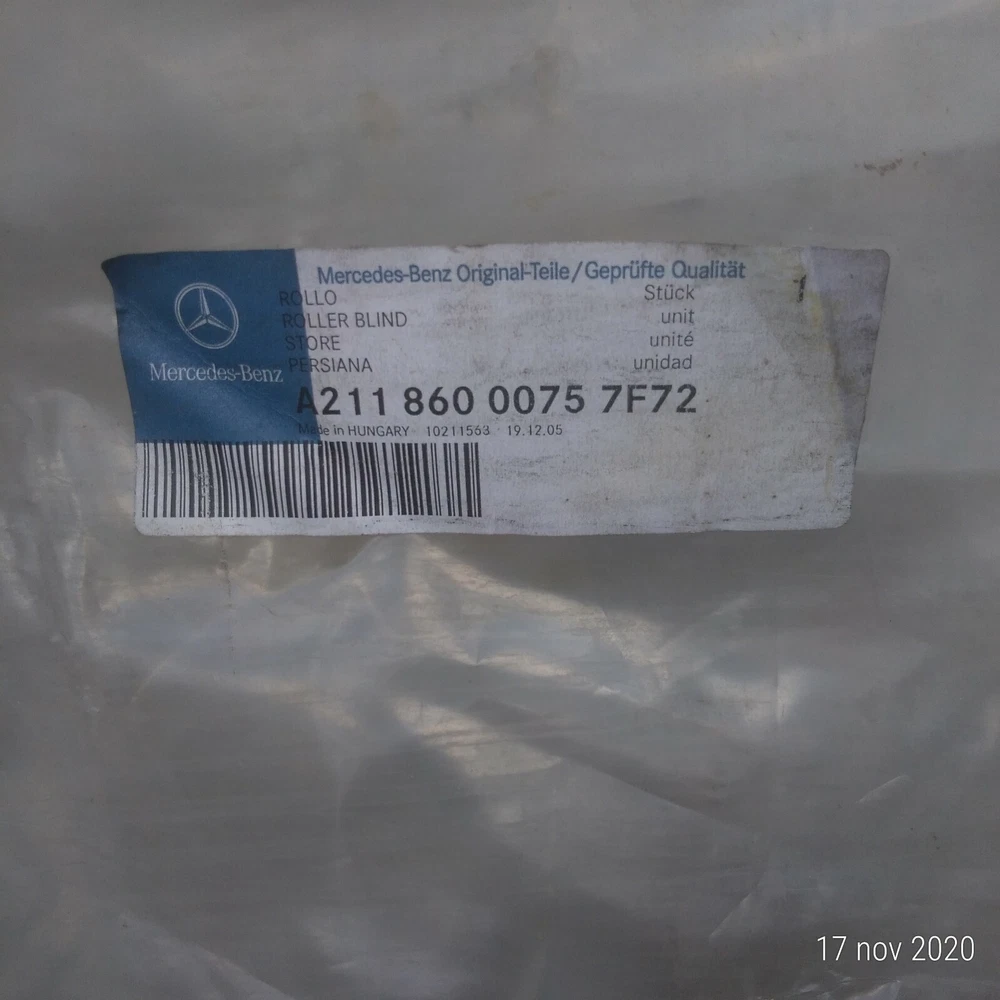 Mercedes-Benz Original-Teile/Geprüfte Qualität
ROLLO Stück 1
ROLLER BLIND unit
STORE unité
PERSIANA unidad
Mercedes-Benz
A211 860 0075 7F72
Made in HUNGARY 10211563 19.12.05
17 nov 2020